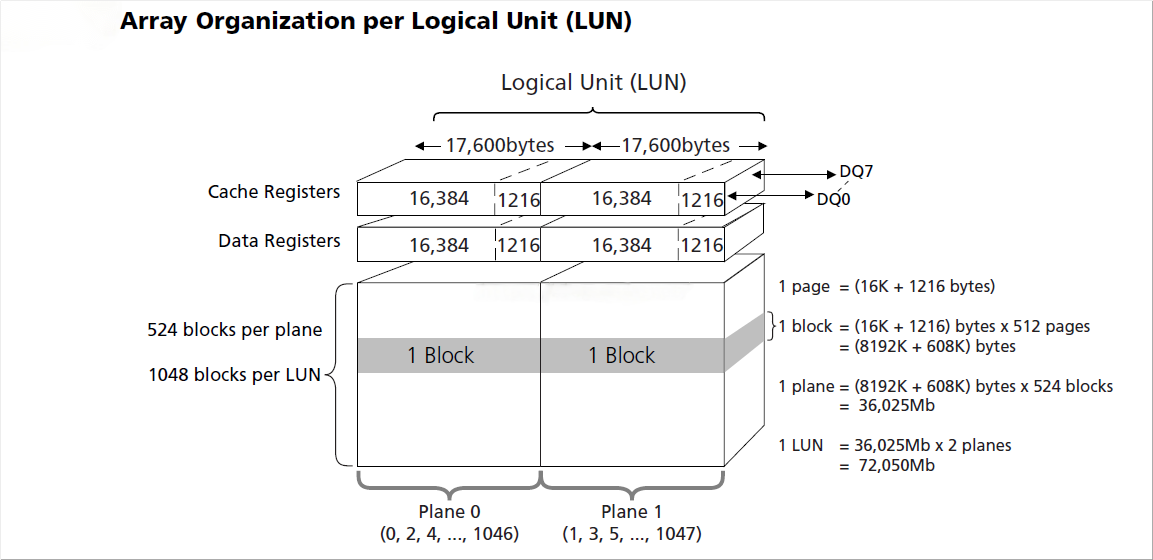 Array Organization per Logical Unit (LUN)
Logical Unit (LUN)
17,600bytes 17,600bytes
DQ7
DQ0
Cache Registers 16,384 1216 16,384 1216
Data Registers 16,384 1216 16,384 1216
1 page = (16K + 1216 bytes)
524 blocks per plane
1 block = (16K + 1216) bytes x 512 pages
= (8192K + 608K) bytes
1 Block 1 Block
1048 blocks per LUN
1 plane = (8192K + 608K) bytes x 524 blocks
= 36,025Mb
1 LUN = 36,025Mb x 2 planes
= 72,050Mb
Plane 0
(0, 2, 4, ..., 1046)
Plane 1
(1, 3, 5, ..., 1047)